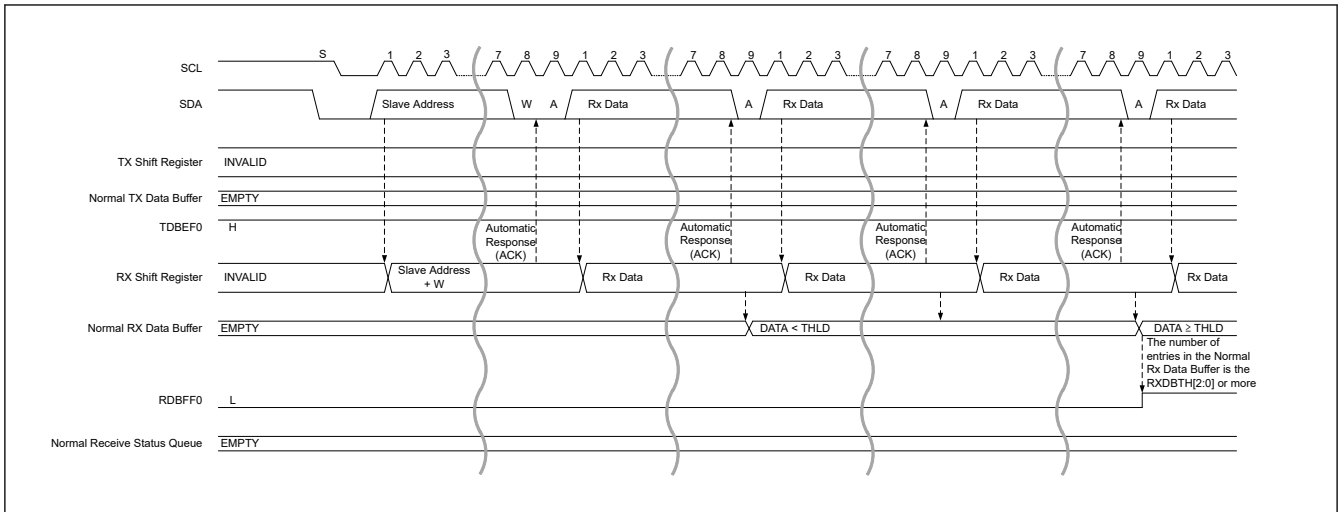 S 1 2 3 7 8 9 1 2 3 7 8 9 1 2 3 7 8 9 1 2 3 7 8 9 1 2 3
SCL
SDA Slave Address W A Rx Data A Rx Data A Rx Data A Rx Data
TX Shift Register INVALID
Normal TX Data Buffer EMPTY
TDBEF0 H
Automatic Response (ACK) Automatic Response (ACK) Automatic Response (ACK) Automatic Response (ACK)
RX Shift Register INVALID Slave Address + W Rx Data Rx Data Rx Data Rx Data
Normal RX Data Buffer EMPTY DATA < THLD DATA ≥ THLD
The number of
entries in the Normal
Rx Data Buffer is the
RXDBTH[2:0] or more
RDBFF0 L
Normal Receive Status Queue EMPTY